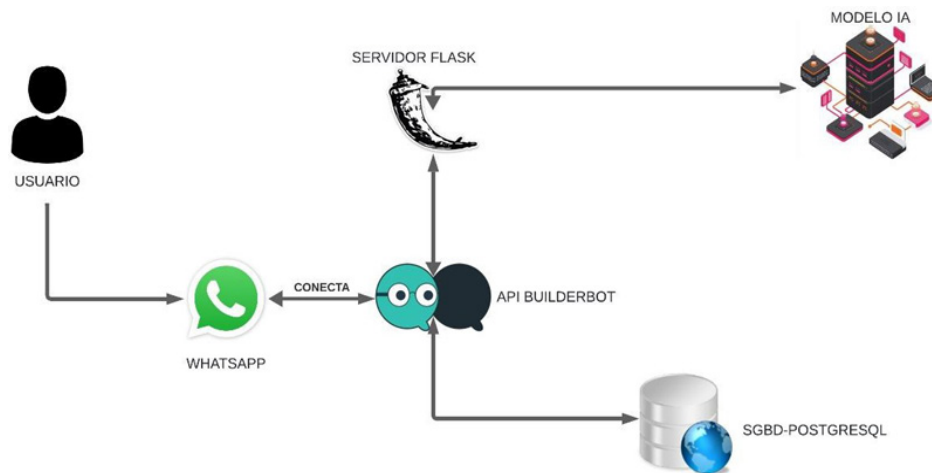 MODELO IA
SERVIDOR FLASK
USUARIO
CONECTA
API BUILDERBOT
WHATSAPP
SGBD-POSTGRESQL